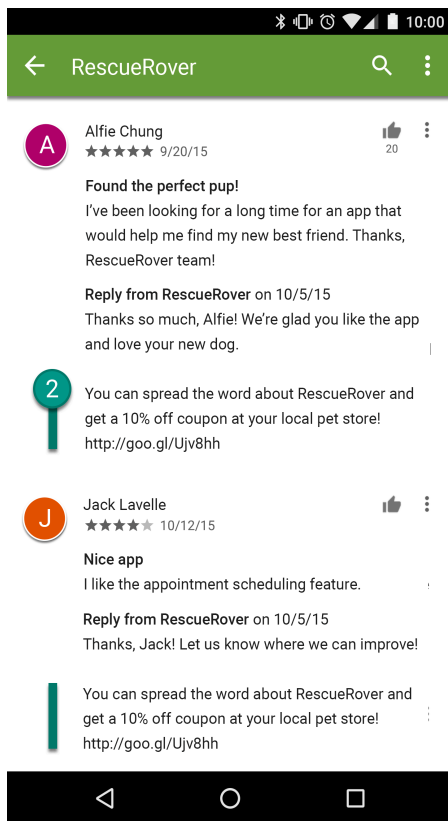 10:00
RescueRover
A
Alfie Chung
9/20/15
20
Found the perfect pup!
I've been looking for a long time for an app that
would help me find my new best friend. Thanks,
RescueRover team!
Reply from RescueRover on 10/5/15
Thanks so much, Alfie! We're glad you like the app
and love your new dog.
2
You can spread the word about RescueRover and
get a 10% off coupon at your local pet store!
http://goo.gl/Ujv8hh
J
Jack Lavelle
10/12/15
Nice app
I like the appointment scheduling feature.
Reply from RescueRover on 10/5/15
Thanks, Jack! Let us know where we can improve!
You can spread the word about RescueRover and
get a 10% off coupon at your local pet store!
http://goo.gl/Ujv8hh